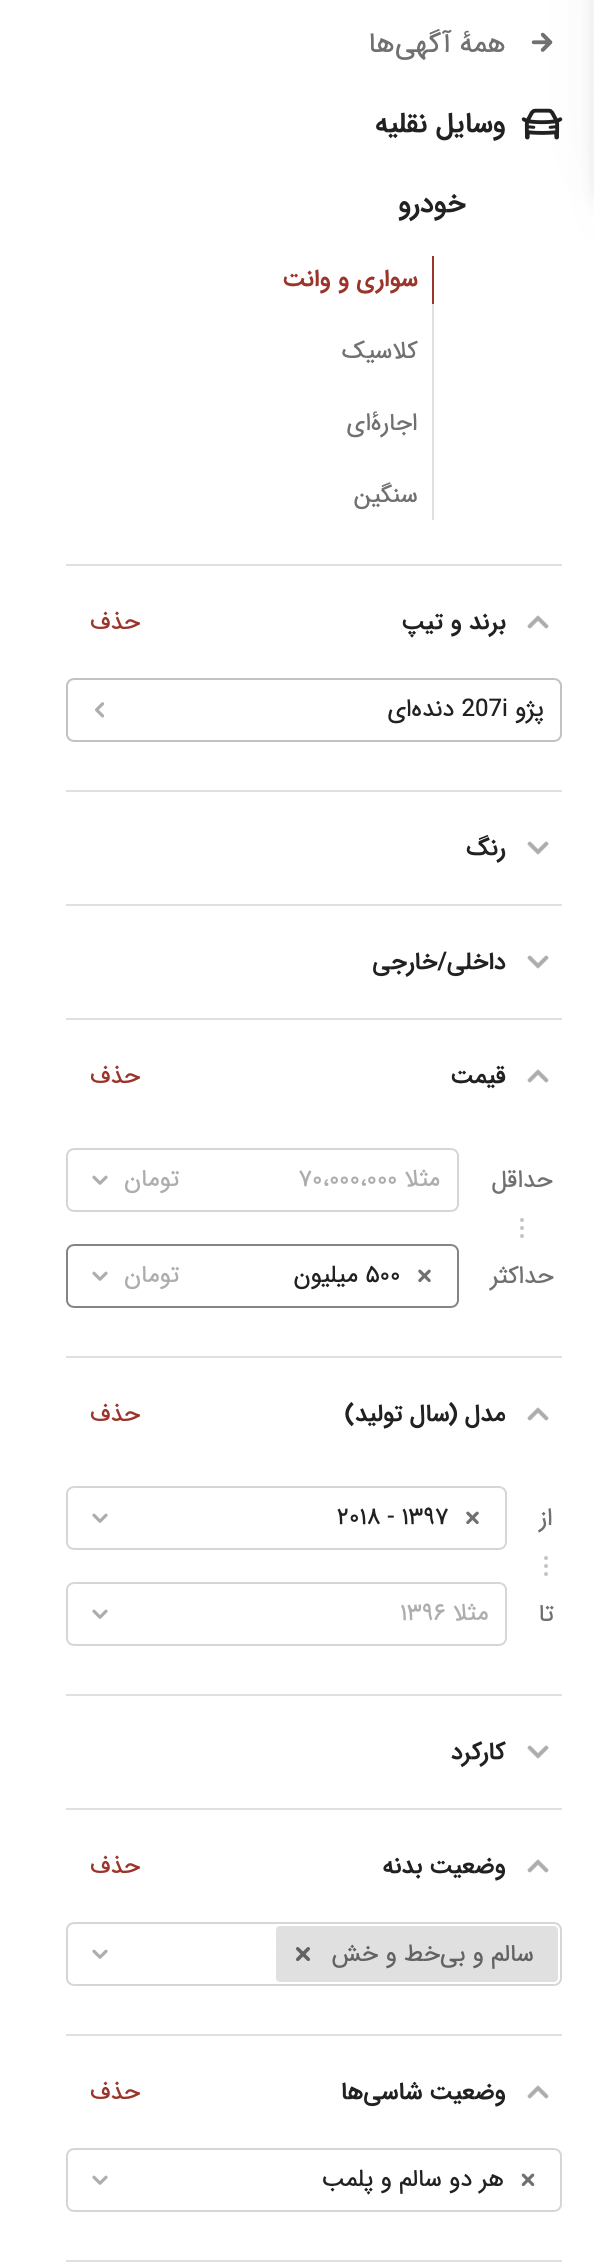 همهٔ آگهی‌ها
وسایل نقلیه
خودرو
سواری و وانت
کلاسیک
اجاره‌ٔای
سنگین
برند و تیپ حذف
پژو 207i دنده‌ای
رنگ
داخلی/خارجی
قیمت حذف
حداقل مثلا ۷۰،۰۰۰،۰۰۰ تومان
حداکثر ۵۰۰ میلیون تومان
مدل (سال تولید) حذف
از ۱۳۹۷ - ۲۰۱۸
تا مثلا ۱۳۹۶
کارکرد
وضعیت بدنه حذف
سالم و بی‌خط و خش
وضعیت شاسی‌ها حذف
هر دو سالم و پلمب